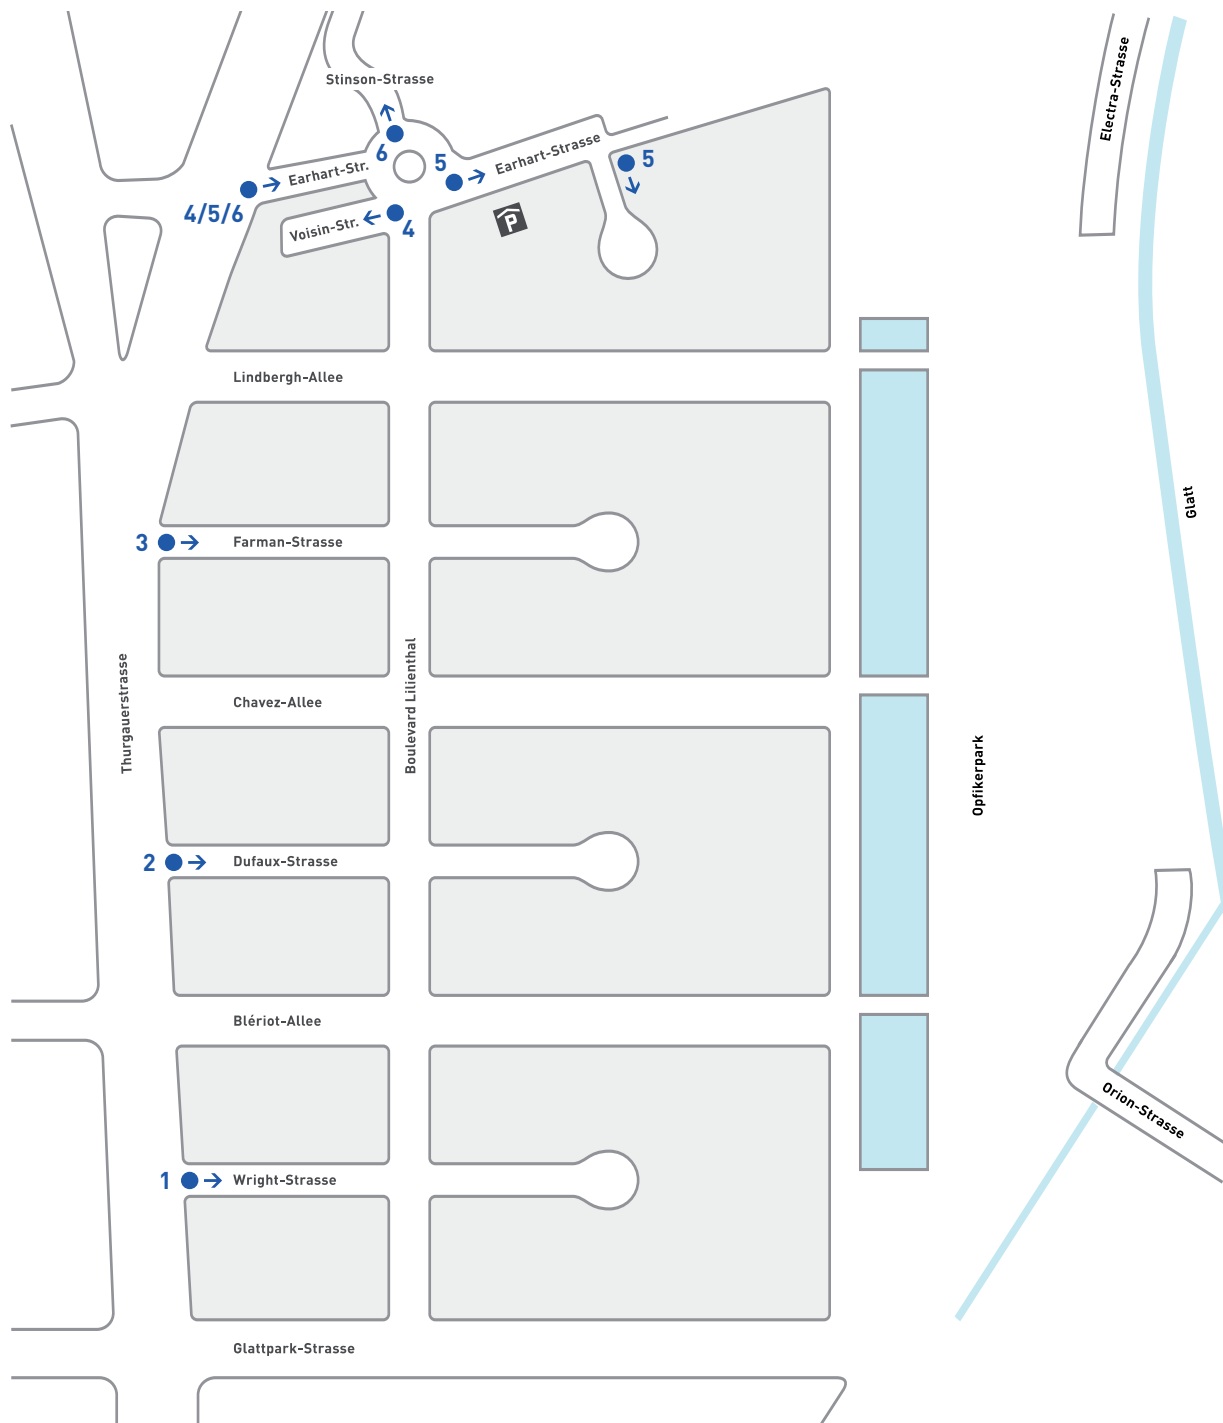 Stinson-Strasse
Electra-Strasse
6
5
Earhart-Strasse
5
Earhart-Str.
4/5/6
Voisin-Str.
4
P
Lindbergh-Allee
Glatt
3
Farman-Strasse
Thurgauerstrasse
Boulevard Lilienthal
Chavez-Allee
Opfikerpark
2
Dufaux-Strasse
Blériot-Allee
Orion-Strasse
1
Wright-Strasse
Glattpark-Strasse